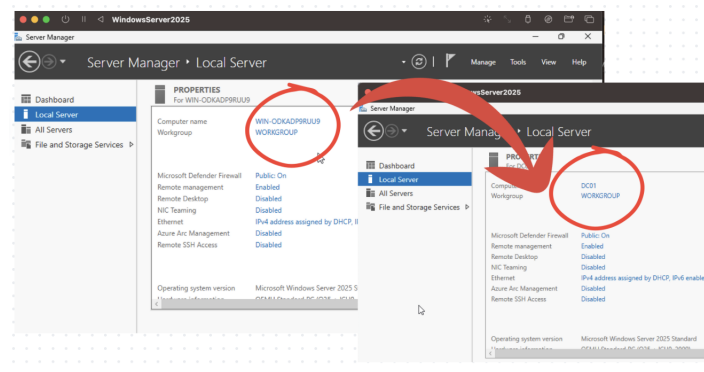 WindowsServer2025
Server Manager
Server Manager • Local Server
Manage Tools View Help
Dashboard
Local Server
All Servers
File and Storage Services
PROPERTIES
For WIN-ODKADP9RUU9
Computer name WIN-ODKADP9RUU9
Workgroup WORKGROUP
Microsoft Defender Firewall Public: On
Remote management Enabled
Remote Desktop Disabled
NIC Teaming Disabled
Ethernet IPv4 address assigned by DHCP, I
Azure Arc Management Disabled
Remote SSH Access Disabled
Operating system version Microsoft Windows Server 2025 S
wsServer2025
Server Manager
Server Local Server
Dashboard
Local Server
All Servers
File and Storage Services
DC01
Workgroup WORKGROUP
Microsoft Defender Firewall Public: On
Remote management Enabled
Remote Desktop Disabled
NIC Teaming Disabled
Ethernet IPv4 address assigned by DHCP, IPv6 enable
Azure Arc Management Disabled
Remote SSH Access Disabled
Operating system version Microsoft Windows Server 2025 Standard